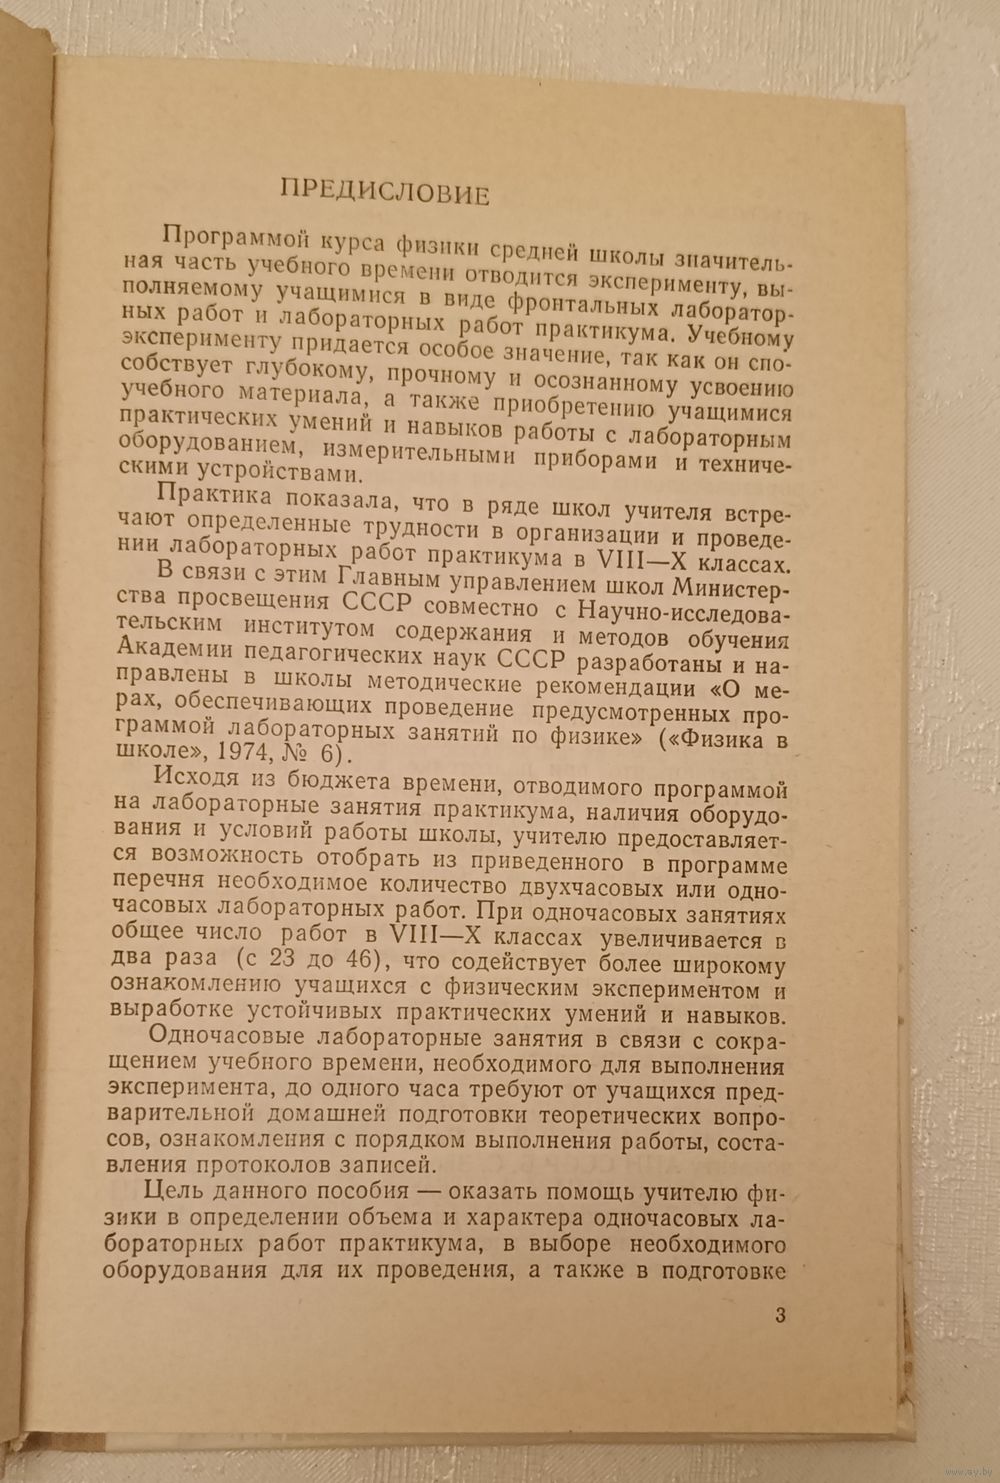 ПРЕДИСЛОВИЕ
Программой курса физики средней школы значитель-
ная часть учебного времени отводится эксперименту, вы-
полняемому учащимися в виде фронтальных лаборатор-
ных работ и лабораторных работ практикума. Учебному
эксперименту придается особое значение, так как он спо-
собствует глубокому, прочному и осознанному усвоению
учебного материала, а также приобретению учащимися
практических умений и навыков работы с лабораторным
оборудованием, измерительными приборами и техниче-
скими устройствами.
Практика показала, что в ряде школ учителя встре-
чают определенные трудности в организации и проведе-
нии лабораторных работ практикума в VIII—X классах.
В связи с этим Главным управлением школ Министер-
ства просвещения СССР совместно с Научно-исследова-
тельским институтом содержания и методов обучения
Академии педагогических наук СССР разработаны и на-
правлены в школы методические рекомендации «О ме-
рах, обеспечивающих проведение предусмотренных про-
граммой лабораторных занятий по физике» («Физика в
школе», 1974, № 6).
Исходя из бюджета времени, отводимого программой
на лабораторные занятия практикума, наличия оборудо-
вания и условий работы школы, учителю предоставляет-
ся возможность отобрать из приведенного в программе
перечня необходимое количество двухчасовых или одно-
часовых лабораторных работ. При одночасовых занятиях
общее число работ в VIII—X классах увеличивается в
два раза (с 23 до 46), что содействует более широкому
ознакомлению учащихся с физическим экспериментом и
выработке устойчивых практических умений и навыков.
Одночасовые лабораторные занятия в связи с сокра-
щением учебного времени, необходимого для выполнения
эксперимента, до одного часа требуют от учащихся пред-
варительной домашней подготовки теоретических вопро-
сов, ознакомления с порядком выполнения работы, соста-
вления протоколов записей.
Цель данного пособия — оказать помощь учителю фи-
зики в определении объема и характера одночасовых ла-
бораторных работ практикума, в выборе необходимого
оборудования для их проведения, а также в подготовке
3
www.ay.by